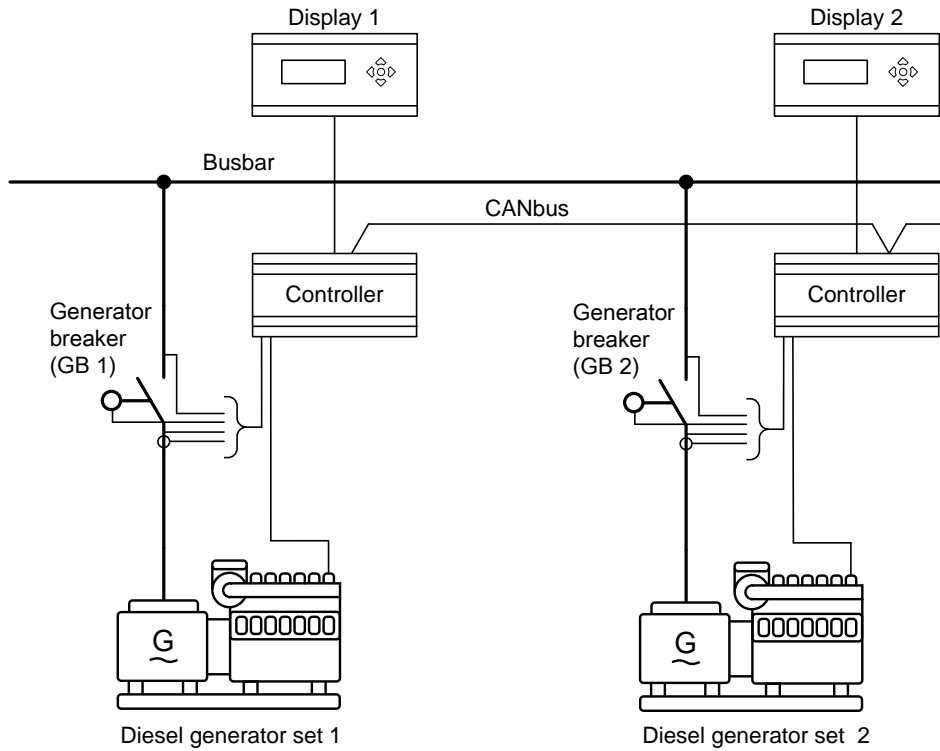 Display 1
Display 2
Busbar
CANbus
Controller
Controller
Generator
breaker
(GB 1)
Generator
breaker
(GB 2)
G
G
Diesel generator set 1
Diesel generator set  2